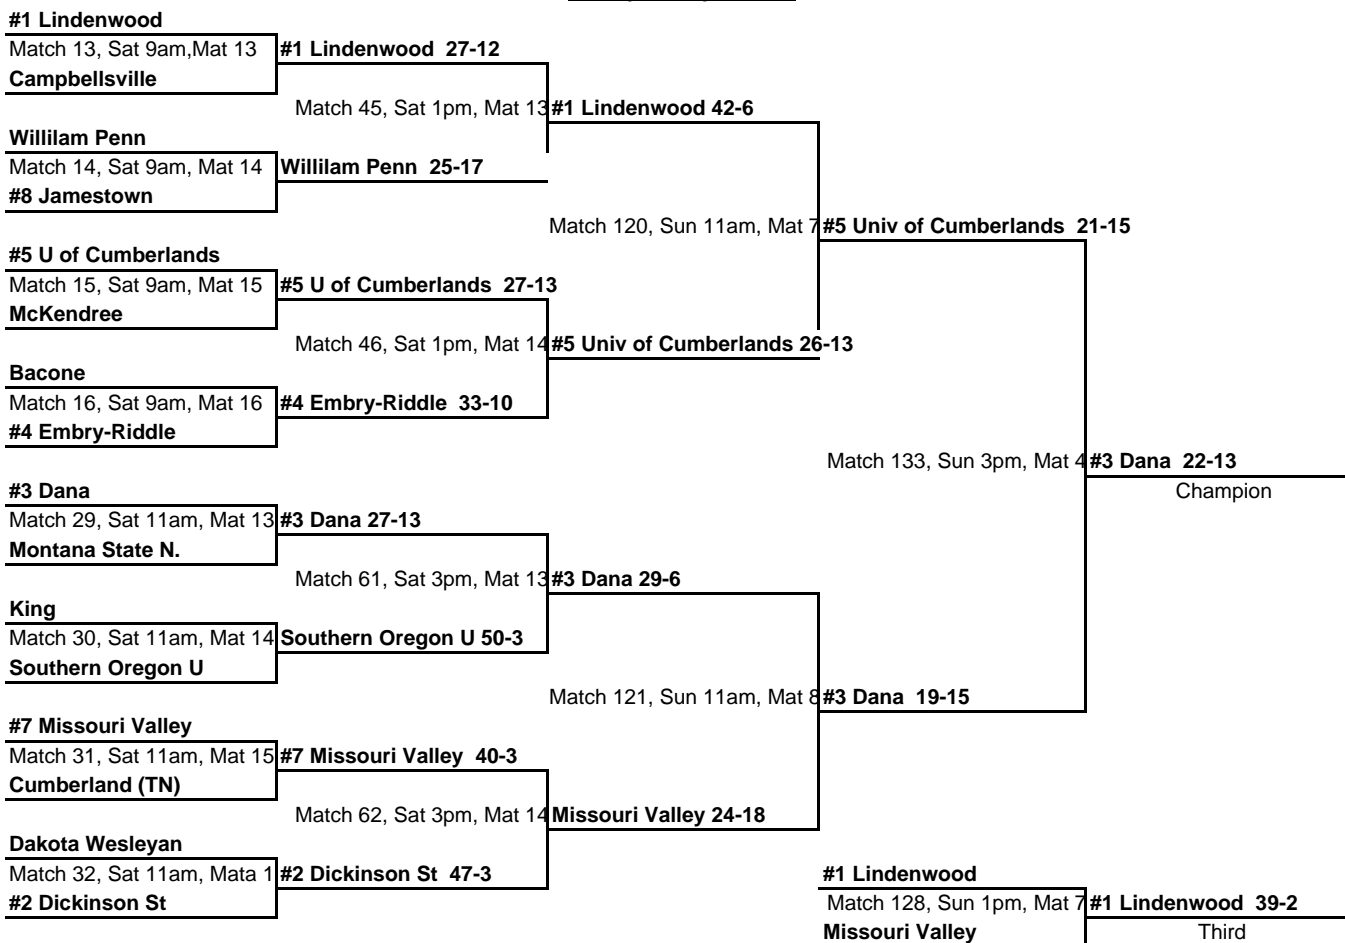 #1 Lindenwood
Match 13, Sat 9am,Mat 13
#1 Lindenwood 27-12
Campbellsville
Match 45, Sat 1pm, Mat 13
#1 Lindenwood 42-6
Willilam Penn
Match 14, Sat 9am, Mat 14
Willilam Penn 25-17
#8 Jamestown
Match 120, Sun 11am, Mat 7
#5 Univ of Cumberlands 21-15
#5 U of Cumberlands
Match 15, Sat 9am, Mat 15
#5 U of Cumberlands 27-13
McKendree
Match 46, Sat 1pm, Mat 14
#5 Univ of Cumberlands 26-13
Bacone
Match 16, Sat 9am, Mat 16
#4 Embry-Riddle 33-10
#4 Embry-Riddle
Match 133, Sun 3pm, Mat 4
#3 Dana 22-13
Champion
#3 Dana
Match 29, Sat 11am, Mat 13
#3 Dana 27-13
Montana State N.
Match 61, Sat 3pm, Mat 13
#3 Dana 29-6
King
Match 30, Sat 11am, Mat 14
Southern Oregon U 50-3
Southern Oregon U
Match 121, Sun 11am, Mat 8
#3 Dana 19-15
#7 Missouri Valley
Match 31, Sat 11am, Mat 15
#7 Missouri Valley 40-3
Cumberland (TN)
Match 62, Sat 3pm, Mat 14
Missouri Valley 24-18
Dakota Wesleyan
Match 32, Sat 11am, Mata 1
#2 Dickinson St 47-3
#2 Dickinson St
#1 Lindenwood
Match 128, Sun 1pm, Mat 7
#1 Lindenwood 39-2
Missouri Valley
Third